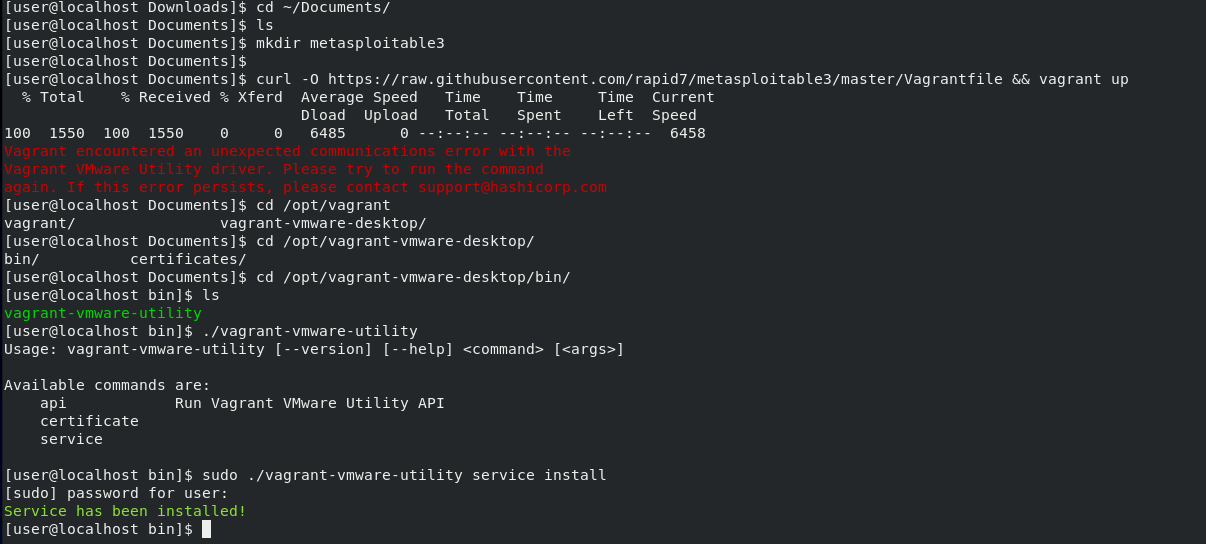 [user@localhost Downloads]$ cd ~/Documents/
[user@localhost Documents]$ ls
[user@localhost Documents]$ mkdir metasploitable3
[user@localhost Documents]$
[user@localhost Documents]$ curl -O https://raw.githubusercontent.com/rapid7/metasploitable3/master/Vagrantfile && vagrant up
  % Total    % Received % Xferd  Average Speed   Time    Time     Time  Current
                                 Dload  Upload   Total   Spent    Left  Speed
100  1550  100  1550    0     0   6485      0 --:--:-- --:--:-- --:--:--  6458
Vagrant encountered an unexpected communications error with the
Vagrant VMware Utility driver. Please try to run the command
again. If this error persists, please contact support@hashicorp.com
[user@localhost Documents]$ cd /opt/vagrant
vagrant/                vagrant-vmware-desktop/
[user@localhost Documents]$ cd /opt/vagrant-vmware-desktop/
bin/          certificates/
[user@localhost Documents]$ cd /opt/vagrant-vmware-desktop/bin/
[user@localhost bin]$ ls
vagrant-vmware-utility
[user@localhost bin]$ ./vagrant-vmware-utility
Usage: vagrant-vmware-utility [--version] [--help] <command> [<args>]
Available commands are:
    api            Run Vagrant VMware Utility API
    certificate
    service
[user@localhost bin]$ sudo ./vagrant-vmware-utility service install
[sudo] password for user:
Service has been installed!
[user@localhost bin]$